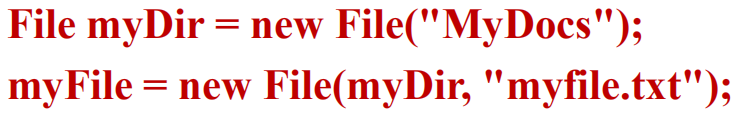 File myDir = new File("MyDocs");
myFile = new File(myDir, "myfile.txt");